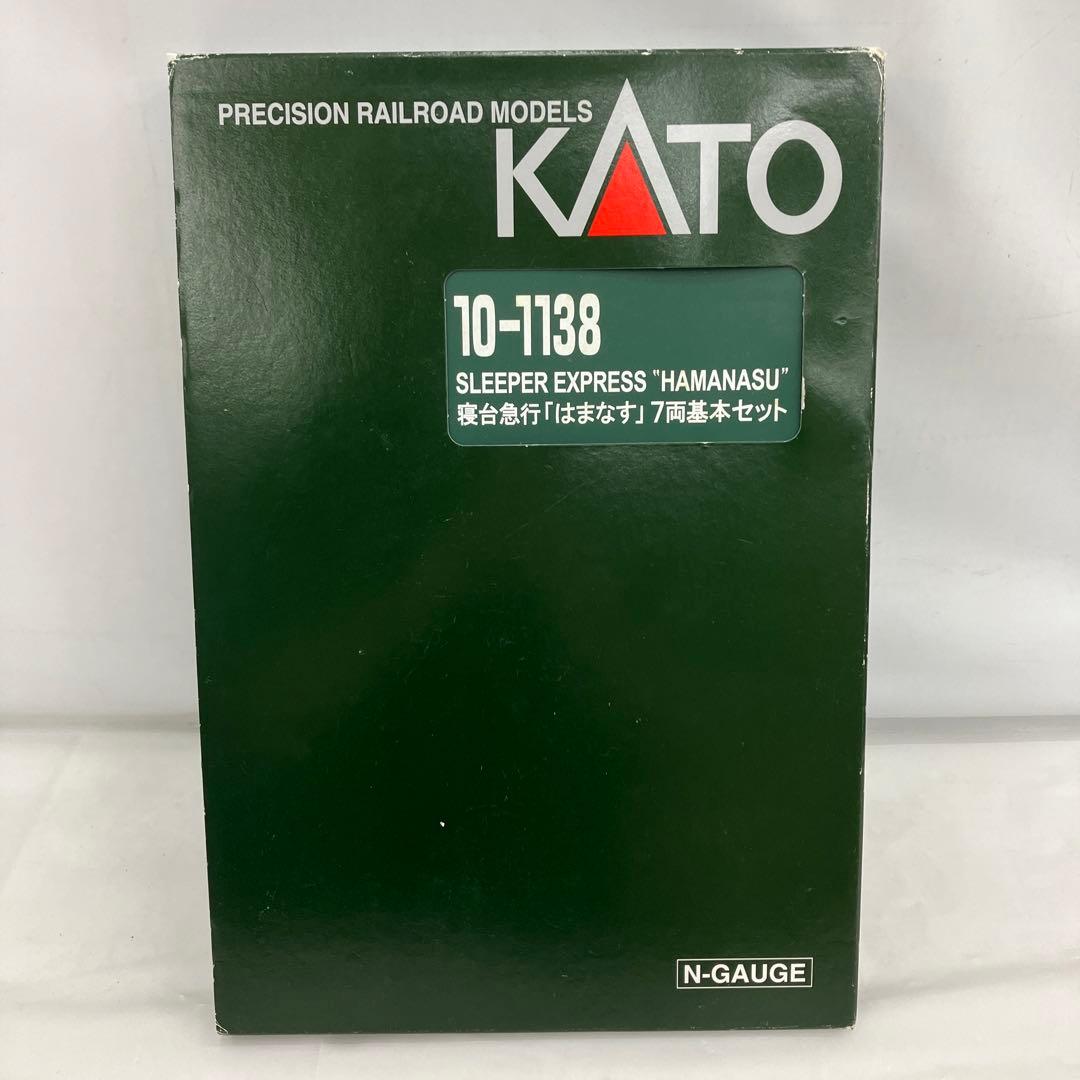 PRECISION RAILROAD MODELS
KATO
10-1138
SLEEPER EXPRESS "HAMANASU"
寝台急行「はまなす」7両基本セット
N-GAUGE